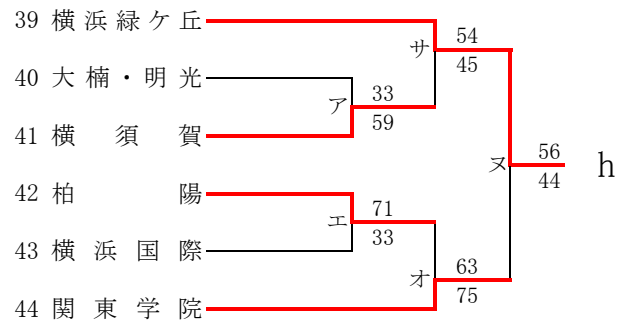 39 横浜緑ケ丘
サ 54
45
40 大楠・明光
ア 33
59
41 横須賀
ヌ 56
44
h
42 柏陽
エ 71
33
43 横浜国際
オ 63
75
44 関東学院